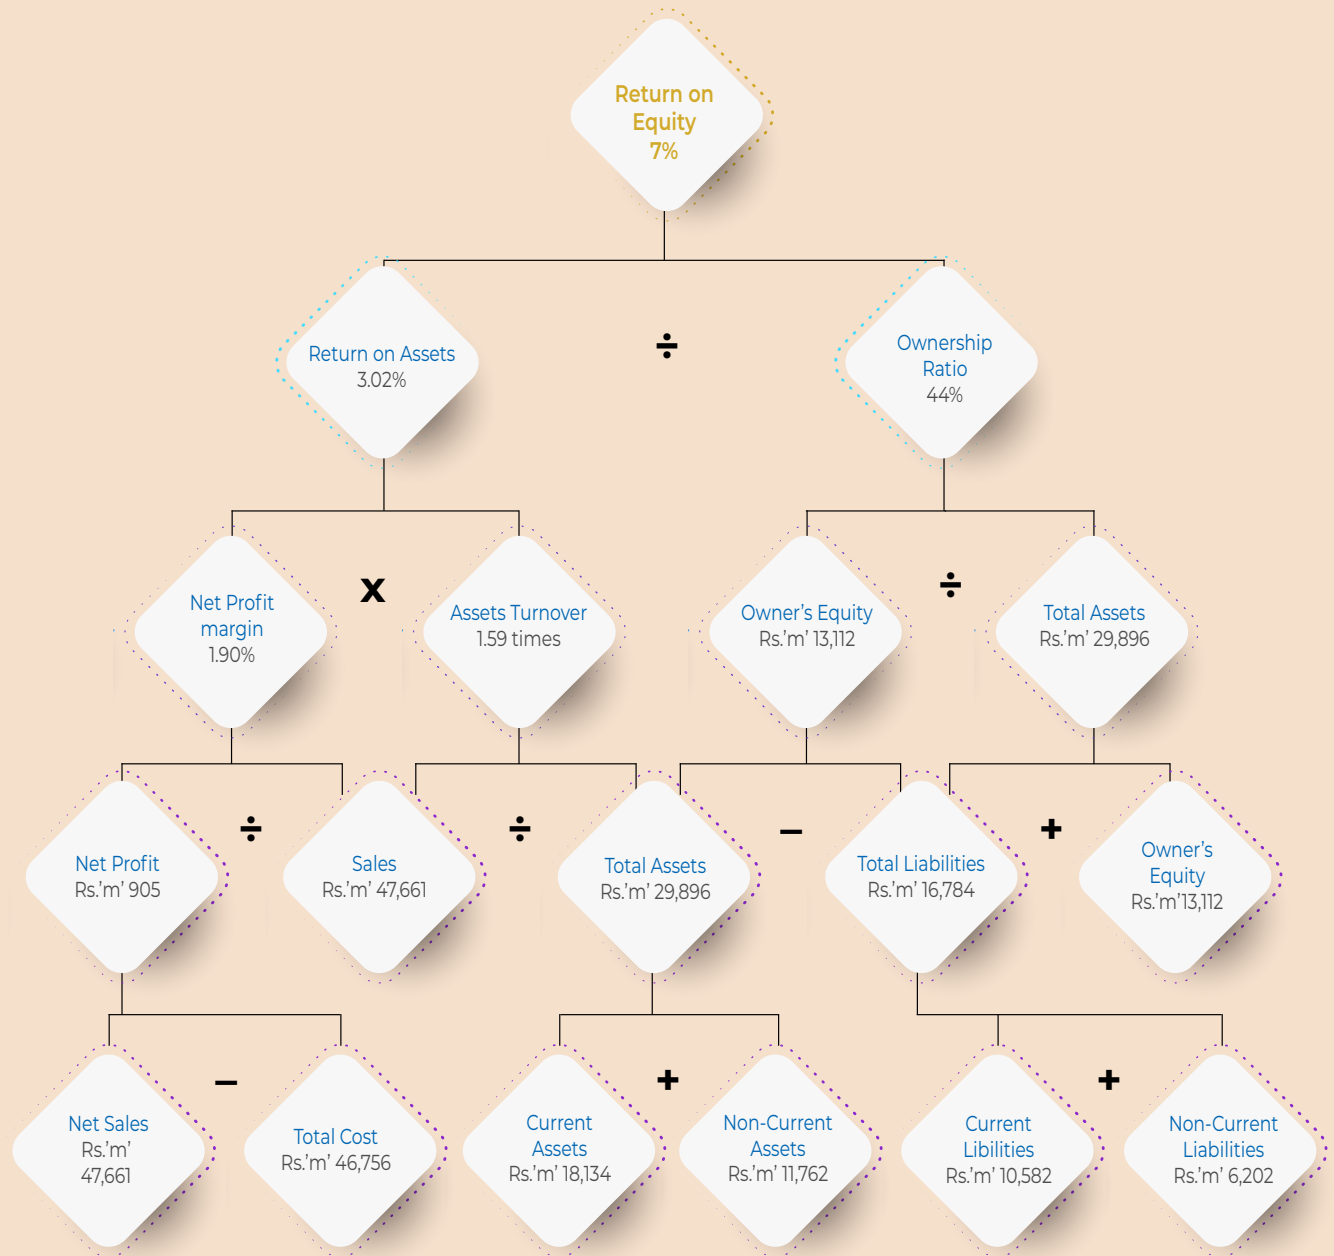 Return on
Equity
7%
Return on Assets
3.02%
÷
Ownership
Ratio
44%
Net Profit
margin
1.90%
x
Assets Turnover
1.59 times
Owner's Equity
Rs.'m' 13,112
÷
Total Assets
Rs.'m' 29,896
Net Profit
Rs.'m' 905
÷
Sales
Rs.'m' 47,661
÷
Total Assets
Rs.'m' 29,896
–
Total Liabilities
Rs.'m' 16,784
+
Owner's
Equity
Rs.'m'13,112
Net Sales
Rs.'m'
47,661
–
Total Cost
Rs.'m' 46,756
Current
Assets
Rs.'m' 18,134
+
Non-Current
Assets
Rs.'m' 11,762
Current
Libilities
Rs.'m' 10,582
+
Non-Current
Liabilities
Rs.'m' 6,202